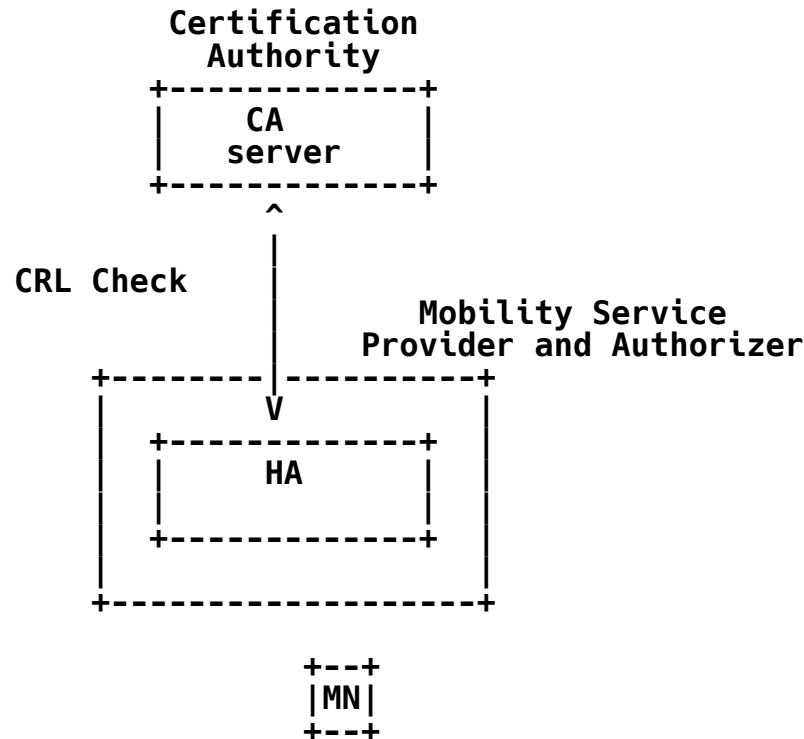 Certification
Authority
CA
server
CRL Check
Mobility Service
Provider and Authorizer
HA
MN